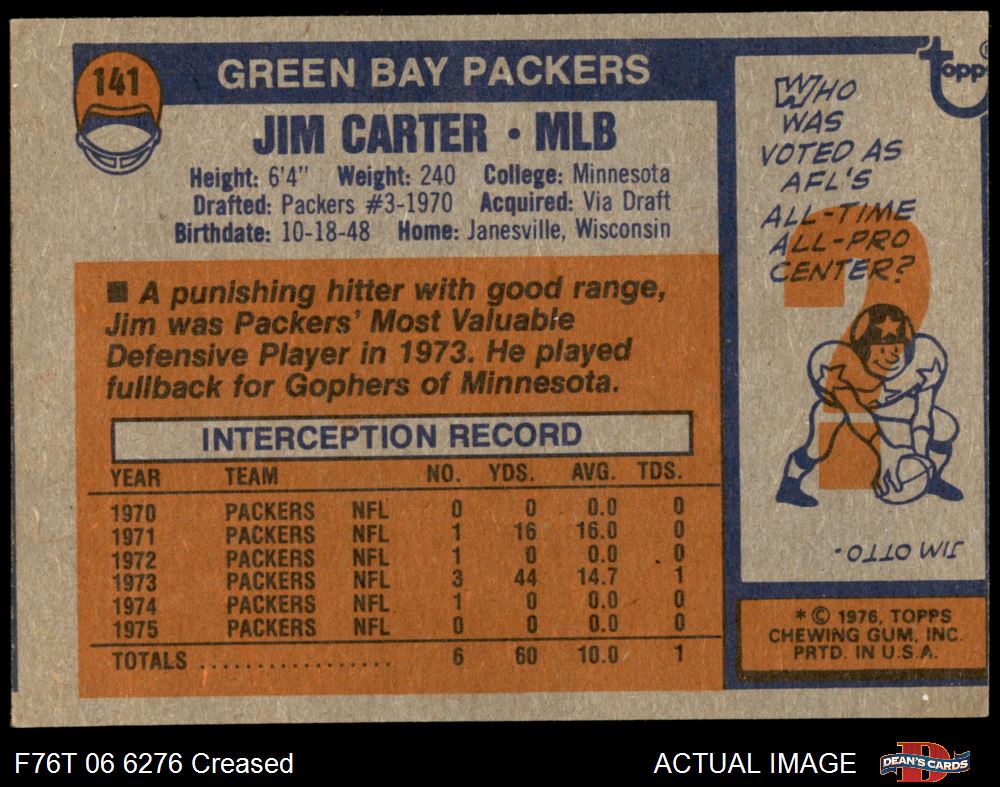 141
GREEN BAY PACKERS
JIM CARTER • MLB
Height: 6'4" Weight: 240 College: Minnesota
Drafted: Packers #3-1970 Acquired: Via Draft
Birthdate: 10-18-48 Home: Janesville, Wisconsin
■ A punishing hitter with good range,
Jim was Packers' Most Valuable
Defensive Player in 1973. He played
fullback for Gophers of Minnesota.
INTERCEPTION RECORD
YEAR TEAM NO. YDS. AVG. TDS.
1970 PACKERS NFL 0 0 0.0 0
1971 PACKERS NFL 1 16 16.0 0
1972 PACKERS NFL 1 0 0.0 0
1973 PACKERS NFL 3 44 14.7 1
1974 PACKERS NFL 1 0 0.0 0
1975 PACKERS NFL 0 0 0.0 0
TOTALS .................. 6 60 10.0 1
topps
WHO
WAS
VOTED AS
AFL'S
ALL-TIME
ALL-PRO
CENTER?
?
JIM OTTO.
* © 1976, TOPPS
CHEWING GUM, INC.
PRTD. IN U.S.A.
F76T 06 6276 Creased
ACTUAL IMAGE
DEAN'S CARDS